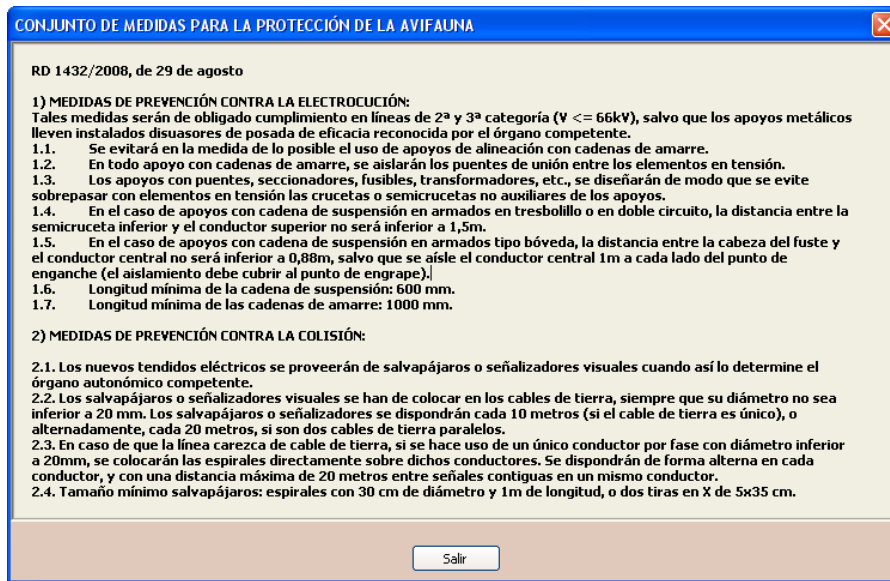 CONJUNTO DE MEDIDAS PARA LA PROTECCIÓN DE LA AVIFAUNA
RD 1432/2008, de 29 de agosto
1) MEDIDAS DE PREVENCIÓN CONTRA LA ELECTROCUCIÓN:
Tales medidas serán de obligado cumplimiento en líneas de 2ª y 3ª categoría (V <= 66kV), salvo que los apoyos metálicos
lleven instalados disuasores de posada de eficacia reconocida por el órgano competente.
1.1. Se evitará en la medida de lo posible el uso de apoyos de alineación con cadenas de amarre.
1.2. En todo apoyo con cadenas de amarre, se aislarán los puentes de unión entre los elementos en tensión.
1.3. Los apoyos con puentes, seccionadores, fusibles, transformadores, etc., se diseñarán de modo que se evite
sobrepasar con elementos en tensión las crucetas o semicrucetas no auxiliares de los apoyos.
1.4. En el caso de apoyos con cadena de suspensión en armados en tresbolillo o en doble circuito, la distancia entre la
semicruceta inferior y el conductor superior no será inferior a 1,5m.
1.5. En el caso de apoyos con cadena de suspensión en armados tipo bóveda, la distancia entre la cabeza del fuste y
el conductor central no será inferior a 0,88m, salvo que se aísle el conductor central 1m a cada lado del punto de
enganche (el aislamiento debe cubrir al punto de engrape).
1.6. Longitud mínima de la cadena de suspensión: 600 mm.
1.7. Longitud mínima de las cadenas de amarre: 1000 mm.
2) MEDIDAS DE PREVENCIÓN CONTRA LA COLISIÓN:
2.1. Los nuevos tendidos eléctricos se proveerán de salvapájaros o señalizadores visuales cuando así lo determine el
órgano autonómico competente.
2.2. Los salvapájaros o señalizadores visuales se han de colocar en los cables de tierra, siempre que su diámetro no sea
inferior a 20 mm. Los salvapájaros o señalizadores se dispondrán cada 10 metros (si el cable de tierra es único), o
alternadamente, cada 20 metros, si son dos cables de tierra paralelos.
2.3. En caso de que la línea carezca de cable de tierra, si se hace uso de un único conductor por fase con diámetro inferior
a 20mm, se colocarán las espirales directamente sobre dichos conductores. Se dispondrán de forma alterna en cada
conductor, y con una distancia máxima de 20 metros entre señales contiguas en un mismo conductor.
2.4. Tamaño mínimo salvapájaros: espirales con 30 cm de diámetro y 1m de longitud, o dos tiras en X de 5x35 cm.
Salir